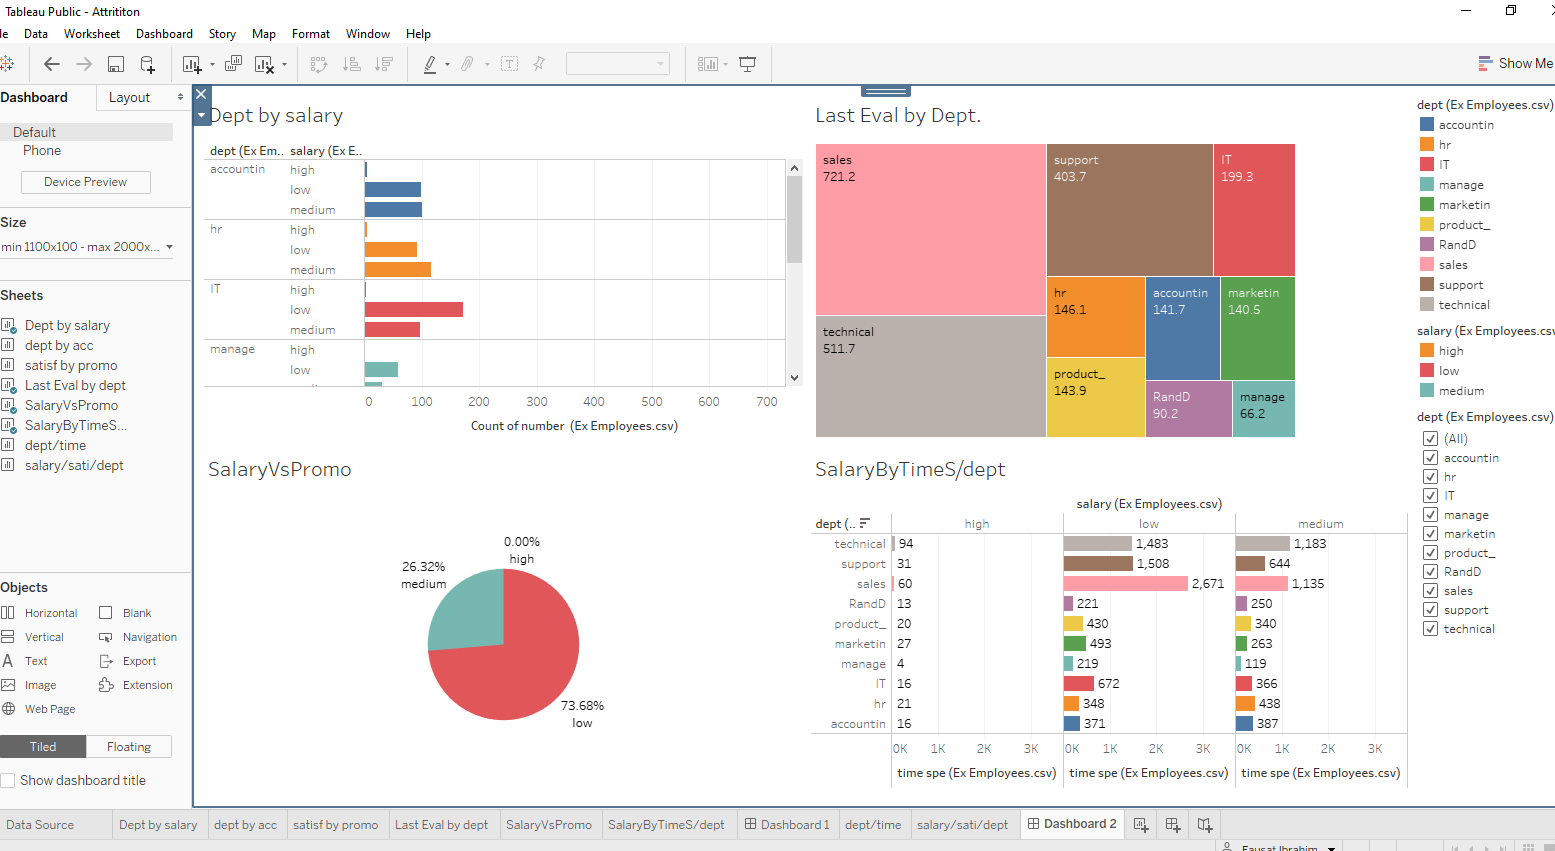 Tableau Public - Attrititon
le Data Worksheet Dashboard Story Map Format Window Help
Show Me
Dashboard
Layout
Default
Phone
Device Preview
Size
min 1100x100 - max 2000x...
Sheets
Dept by salary
dept by acc
satisf by promo
Last Eval by dept
SalaryVsPromo
SalaryByTimeS...
dept/time
salary/sati/dept
Objects
Horizontal Blank
Vertical Navigation
Text Export
Image Extension
Web Page
Tiled Floating
Show dashboard title
Dept by salary
dept (Ex Em.. salary (Ex E..
accountin high
low
medium
hr high
low
medium
IT high
low
medium
manage high
low
0 100 200 300 400 500 600 700
Count of number (Ex Employees.csv)
Last Eval by Dept.
sales
721.2
support
403.7
IT
199.3
technical
511.7
hr
146.1
accountin
141.7
marketin
140.5
product_
143.9
RandD
90.2
manage
66.2
SalaryVsPromo
0.00%
high
26.32%
medium
73.68%
low
SalaryByTimeS/dept
salary (Ex Employees.csv)
dept (.. high low medium
technical 94 1,483 1,183
support 31 1,508 644
sales 60 2,671 1,135
RandD 13 221 250
product_ 20 430 340
marketin 27 493 263
manage 4 219 119
IT 16 672 366
hr 21 348 438
accountin 16 371 387
0K 1K 2K 3K 0K 1K 2K 3K 0K 1K 2K 3K
time spe (Ex Employees.csv) time spe (Ex Employees.csv) time spe (Ex Employees.csv)
dept (Ex Employees.csv)
accountin
hr
IT
manage
marketin
product_
RandD
sales
support
technical
salary (Ex Employees.csv
high
low
medium
dept (Ex Employees.csv)
(All)
accountin
hr
IT
manage
marketin
product_
RandD
sales
support
technical
Data Source Dept by salary dept by acc satisf by promo Last Eval by dept SalaryVsPromo SalaryByTimeS/dept Dashboard 1 dept/time salary/sati/dept Dashboard 2
Fausat Ibrahim